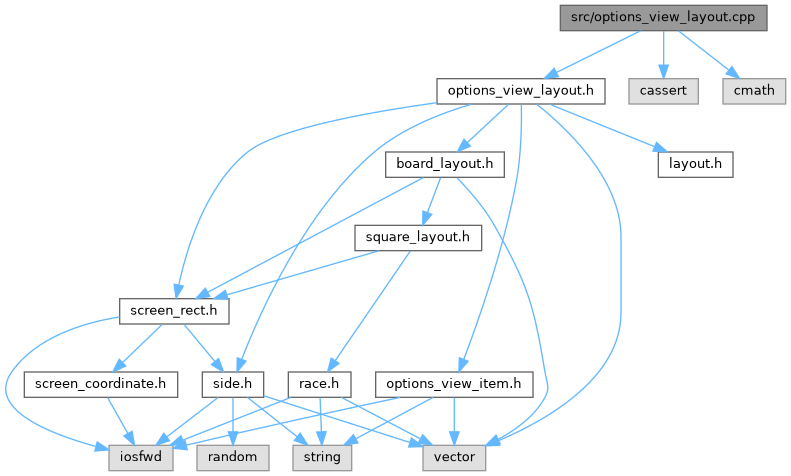 src/options_view_layout.cpp
options_view_layout.h
cassert
cmath
board_layout.h
layout.h
square_layout.h
screen_rect.h
screen_coordinate.h
side.h
race.h
options_view_item.h
iosfwd
random
string
vector